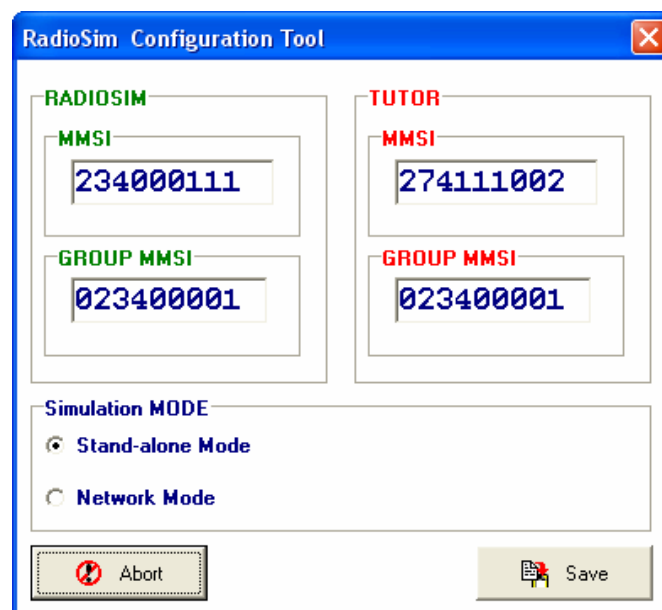 RadioSim Configuration Tool
RADIOSIM
MMSI
234000111
GROUP MMSI
023400001
TUTOR
MMSI
274111002
GROUP MMSI
023400001
Simulation MODE
Stand-alone Mode
Network Mode
Abort
Save